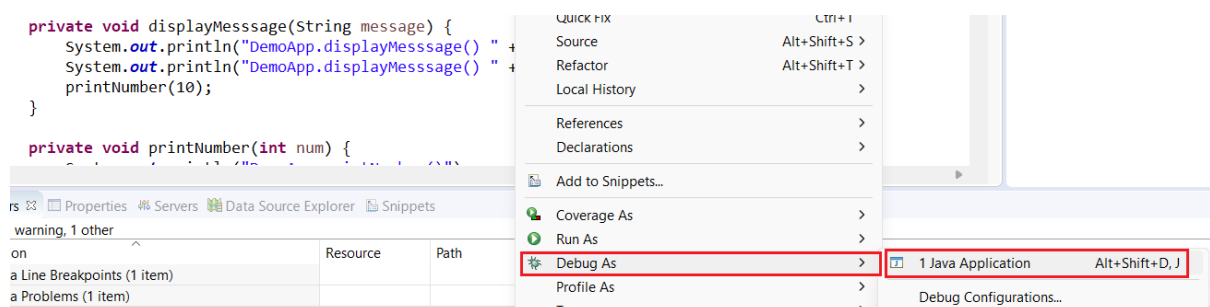 private void displayMesssage(String message) {
System.out.println("DemoApp.displayMesssage() " +
System.out.println("DemoApp.displayMesssage() " +
printNumber(10);
}
private void printNumber(int num) {
Quick Fix Ctrl+1
Source Alt+Shift+S >
Refactor Alt+Shift+T >
Local History >
References >
Declarations >
Add to Snippets...
Coverage As >
Run As >
Debug As >
Profile As >
1 Java Application Alt+Shift+D, J
Debug Configurations...
rs Properties Servers Data Source Explorer Snippets
warning, 1 other
on Resource Path
a Line Breakpoints (1 item)
a Problems (1 item)